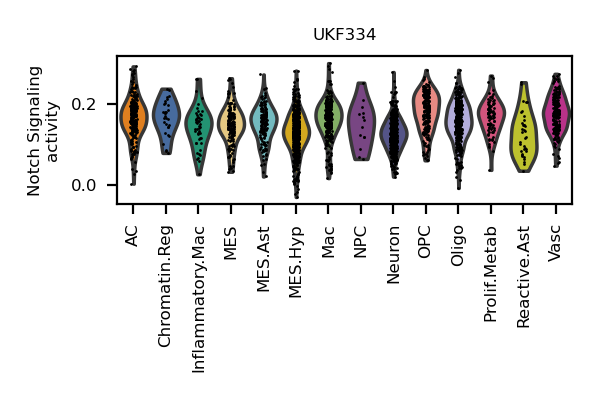 UKF334
Notch Signaling
activity
0.2
0.0
AC
Chromatin.Reg
Inflammatory.Mac
MES
MES.Ast
MES.Hyp
Mac
NPC
Neuron
OPC
Oligo
Prolif.Metab
Reactive.Ast
Vasc